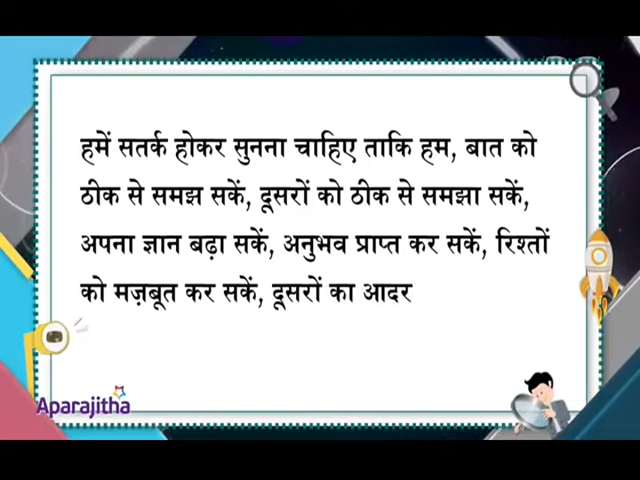 हमें सतर्क होकर सुनना चाहिए ताकि हम, बात को
ठीक से समझ सकें, दूसरों को ठीक से समझा सकें,
अपना ज्ञान बढ़ा सकें, अनुभव प्राप्त कर सकें, रिश्तों
को मज़बूत कर सकें, दूसरों का आदर
Aparajitha